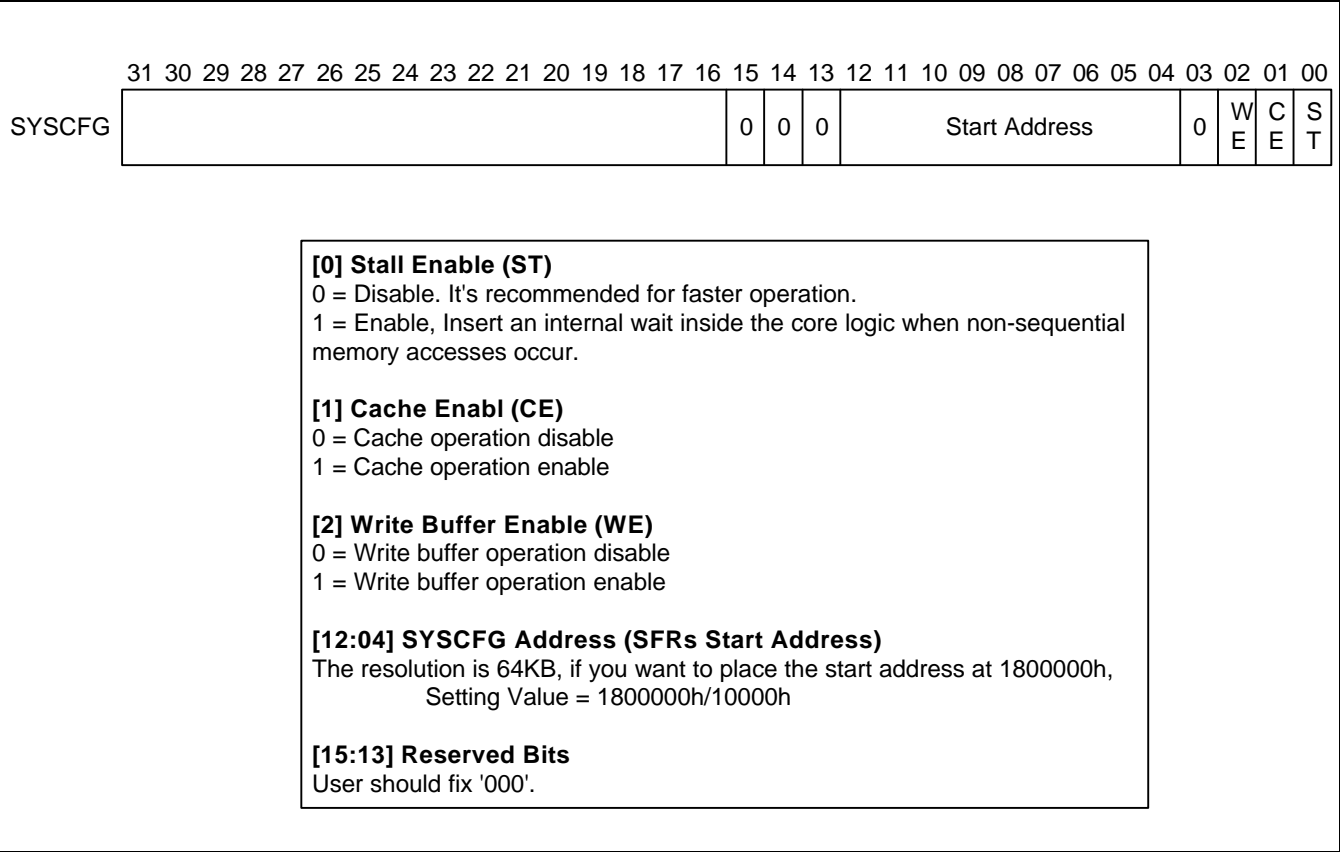 31 30 29 28 27 26 25 24 23 22 21 20 19 18 17 16 15 14 13 12 11 10 09 08 07 06 05 04 03 02 01 00
SYSCFG 0 0 0 Start Address 0 WE CE ST
[0] Stall Enable (ST)
0 = Disable. It's recommended for faster operation.
1 = Enable, Insert an internal wait inside the core logic when non-sequential
memory accesses occur.
[1] Cache Enabl (CE)
0 = Cache operation disable
1 = Cache operation enable
[2] Write Buffer Enable (WE)
0 = Write buffer operation disable
1 = Write buffer operation enable
[12:04] SYSCFG Address (SFRs Start Address)
The resolution is 64KB, if you want to place the start address at 1800000h,
Setting Value = 1800000h/10000h
[15:13] Reserved Bits
User should fix '000'.